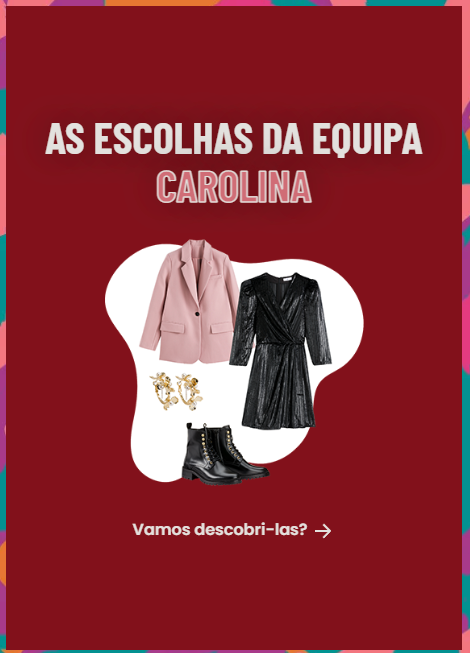 AS ESCOLHAS DA EQUIPA
CAROLINA
Vamos descobri-las? →